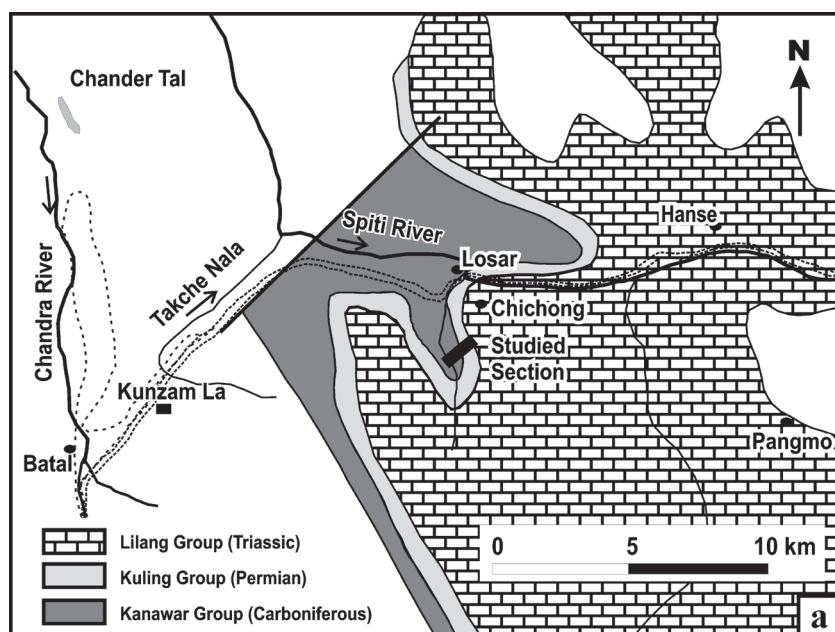 Chander Tal
N
Chandra River
Takche Nala
Spiti River
Hanse
Losar
Chichong
Studied
Section
Kunzam La
Batal
Pangmo
Lilang Group (Triassic)
Kuling Group (Permian)
Kanawar Group (Carboniferous)
0 5 10 km
a